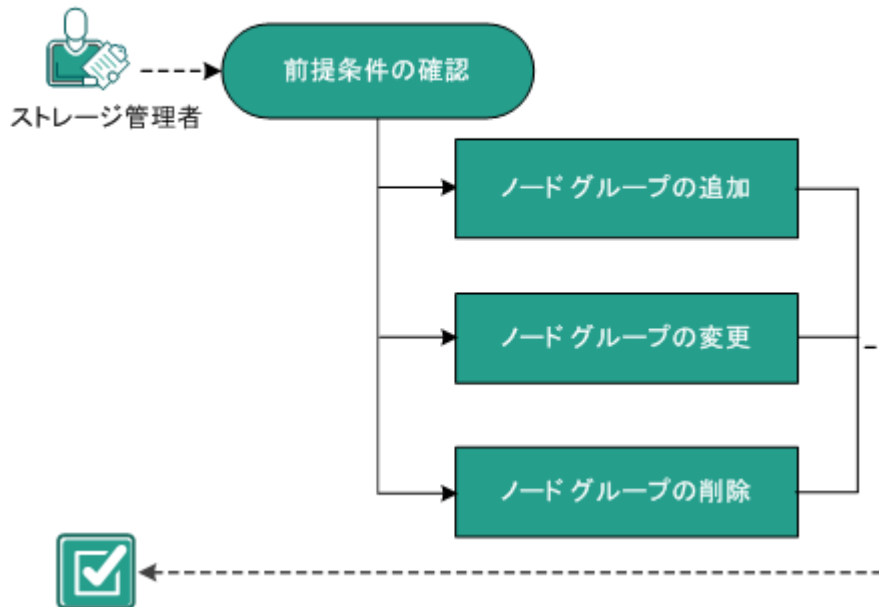 前提条件の確認
ストレージ管理者
ノード グループの追加
ノード グループの変更
ノード グループの削除